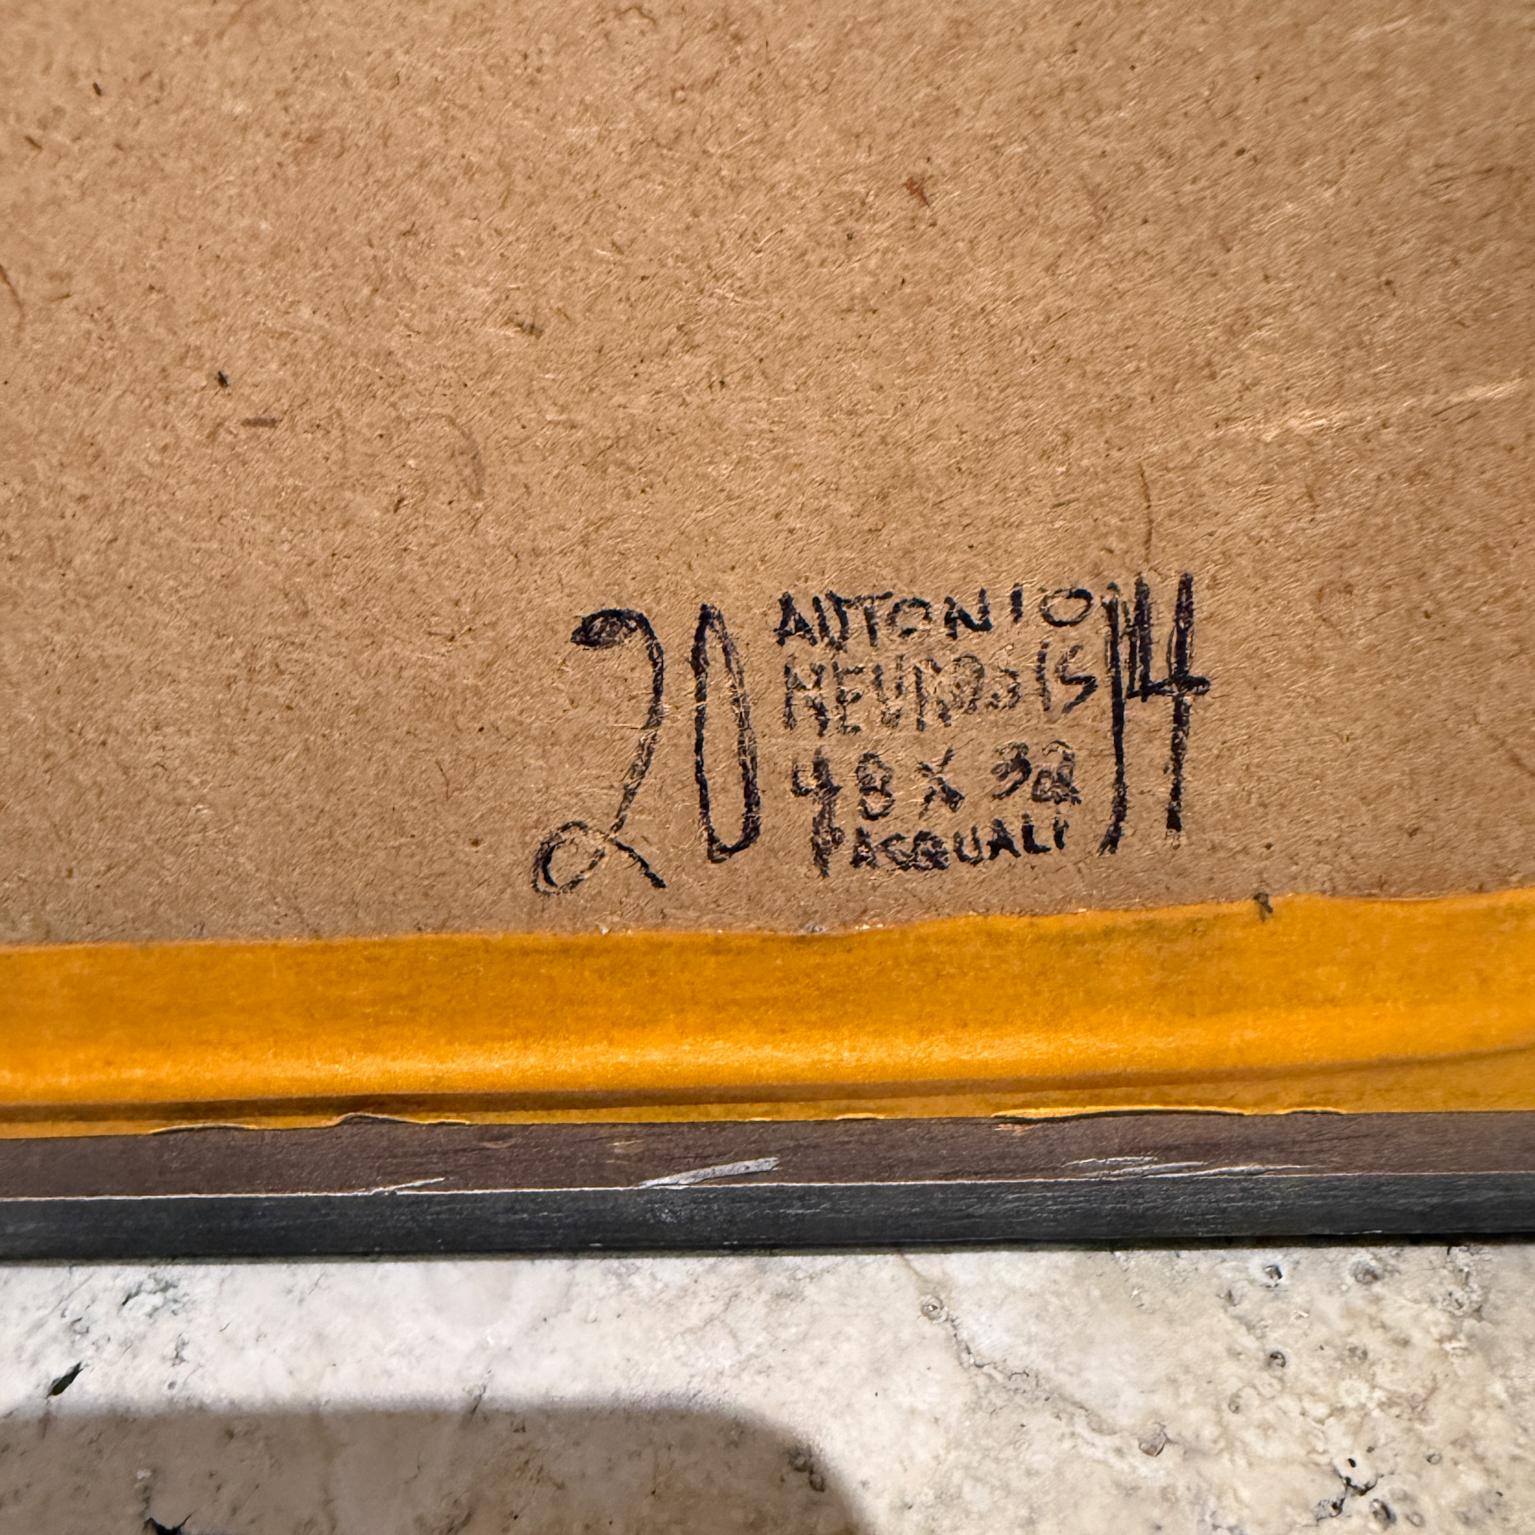 20 14
ANTONIO
NEUROSIS
48 X 32
PASQUALI